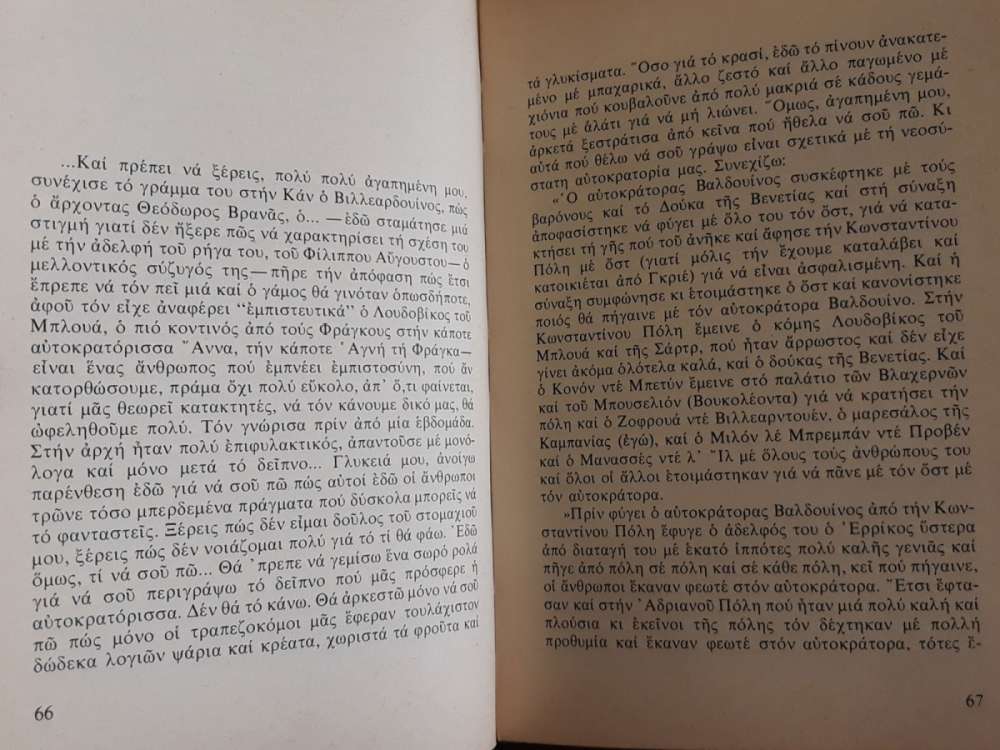 ...Καί πρέπει νά ξέρεις, πολύ πολύ ἀγαπημένη μου,
συνέχισε τό γράμμα του στήν Κάν ὁ Βιλλεαρδουίνος, πώς
ὁ ἄρχοντας Θεόδωρος Βρανᾶς, ὁ... — ἐδῶ σταμάτησε μιά
στιγμή γιατί δέν ἤξερε πῶς νά χαρακτηρίσει τή σχέση του
μέ τήν ἀδελφή τοῦ ρήγα του, τοῦ Φίλιππου Αὔγουστου — ὁ
μελλοντικός σύζυγός της — πῆρε τήν ἀπόφαση πώς ἔτσι
ἔπρεπε νά τόν πεῖ μιά καί ὁ γάμος θά γινόταν ὁπωσδήποτε,
ἀφοῦ τόν εἶχε ἀναφέρει “ἐμπιστευτικά” ὁ Λουδοβίκος τοῦ
Μπλουά, ὁ πιό κοντινός ἀπό τούς Φράγκους στήν κάποτε
αὐτοκρατόρισσα Ἄννα, τήν κάποτε Ἀγνή τή Φράγκα —
εἶναι ἕνας ἄνθρωπος πού ἐμπνέει ἐμπιστοσύνη, πού ἄν
κατορθώσουμε, πράμα ὄχι πολύ εὔκολο, ἀπ' ὅ,τι φαίνεται,
γιατί μᾶς θεωρεῖ κατακτητές, νά τόν κάνουμε δικό μας, θά
ὠφεληθοῦμε πολύ. Τόν γνώρισα πρίν ἀπό μία ἑβδομάδα.
Στήν ἀρχή ἦταν πολύ ἐπιφυλακτικός, ἀπαντοῦσε μέ μονό-
λογα καί μόνο μετά τό δεῖπνο... Γλυκειά μου, ἀνοίγω
παρένθεση ἐδῶ γιά νά σοῦ πῶ πώς αὐτοί ἐδῶ οἱ ἄνθρωποι
τρῶνε τόσο μπερδεμένα πράγματα πού δύσκολα μπορεῖς νά
τό φανταστεῖς. Ξέρεις πώς δέν εἶμαι δοῦλος τοῦ στομαχιοῦ
μου, ξέρεις πώς δέν νοιάζομαι πολύ γιά τό τί θά φάω. Ἐδῶ
ὅμως, τί νά σοῦ πῶ... Θά 'πρεπε νά γεμίσω ἕνα σωρό ρολά
γιά νά σοῦ περιγράψω τό δεῖπνο πού μᾶς πρόσφερε ἡ
αὐτοκρατόρισσα. Δέν θά τό κάνω. Θά ἀρκεστῶ μόνο νά σοῦ
πῶ πώς μόνο οἱ τραπεζοκόμοι μᾶς ἔφεραν τουλάχιστον
δώδεκα λογιῶν ψάρια καί κρέατα, χωριστά τά φροῦτα καί
66
τά γλυκίσματα. Ὅσο γιά τό κρασί, ἐδῶ τό πίνουν ἀνακατε-
μένο μέ μπαχαρικά, ἄλλο ζεστό καί ἄλλο παγωμένο μέ
χιόνια πού κουβαλοῦνε ἀπό πολύ μακριά σέ κάδους γεμά-
τους μέ ἀλάτι γιά νά μή λιώνει. Ὅμως, ἀγαπημένη μου,
ἀρκετά ξεστράτισα ἀπό κεῖνα πού ἤθελα νά σοῦ πῶ. Κι
αὐτά πού θέλω νά σοῦ γράψω εἶναι σχετικά μέ τή νεοσύ-
στατη αὐτοκρατορία μας. Συνεχίζω:
«Ὁ αὐτοκράτορας Βαλδουίνος συσκέφτηκε μέ τούς
βαρόνους καί τό Δούκα τῆς Βενετίας καί στή σύναξη
ἀποφασίστηκε νά φύγει μέ ὅλο του τόν ὄστ, γιά νά κατα-
κτήσει τή γῆς πού τοῦ ἀνῆκε καί ἄφησε τήν Κωνσταντίνου
Πόλη μέ ὄστ (γιατί μόλις τήν ἔχουμε καταλάβει καί
κατοικιέται ἀπό Γκριέ) γιά νά εἶναι ἀσφαλισμένη. Καί ἡ
σύναξη συμφώνησε κι ἑτοιμάστηκε ὁ ὄστ καί κανονίστηκε
ποιός θά πήγαινε μέ τόν αὐτοκράτορα Βαλδουίνο. Στήν
Κωνσταντίνου Πόλη ἔμεινε ὁ κόμης Λουδοβίκος τοῦ
Μπλουά καί τῆς Σάρτρ, πού ἦταν ἄρρωστος καί δέν εἶχε
γίνει ἀκόμα ὁλότελα καλά, καί ὁ δούκας τῆς Βενετίας. Καί
ὁ Κονόν ντέ Μπετύν ἔμεινε στό παλάτιο τῶν Βλαχερνῶν
καί τοῦ Μπουσελιόν (Βουκολέοντα) γιά νά κρατήσει τήν
πόλη καί ὁ Ζοφρουά ντέ Βιλλεαρντουέν, ὁ μαρεσάλος τῆς
Καμπανίας (ἐγώ), καί ὁ Μιλόν λέ Μπρεμπάν ντέ Προβέν
καί ὁ Μανασσές ντέ λ' Ἴλ μέ ὅλους τούς ἀνθρώπους του
καί ὅλοι οἱ ἄλλοι ἑτοιμάστηκαν γιά νά πᾶνε μέ τόν ὄστ μέ
τόν αὐτοκράτορα.
»Πρίν φύγει ὁ αὐτοκράτορας Βαλδουίνος ἀπό τήν Κων-
σταντίνου Πόλη ἔφυγε ὁ ἀδελφός του ὁ Ἑρρίκος ὕστερα
ἀπό διαταγή του μέ ἑκατό ἱππότες πολύ καλῆς γενιᾶς καί
πῆγε ἀπό πόλη σέ πόλη καί σέ κάθε πόλη, κεῖ πού πήγαινε,
οἱ ἄνθρωποι ἔκαναν φεωτέ στόν αὐτοκράτορα. Ἔτσι ἔφτα-
σαν καί στήν Ἀδριανοῦ Πόλη πού ἦταν μιά πολύ καλή καί
πλούσια κι ἐκεῖνοι τῆς πόλης τόν δέχτηκαν μέ πολλή
προθυμία καί ἔκαναν φεωτέ στόν αὐτοκράτορα, τότες ἔ-
67